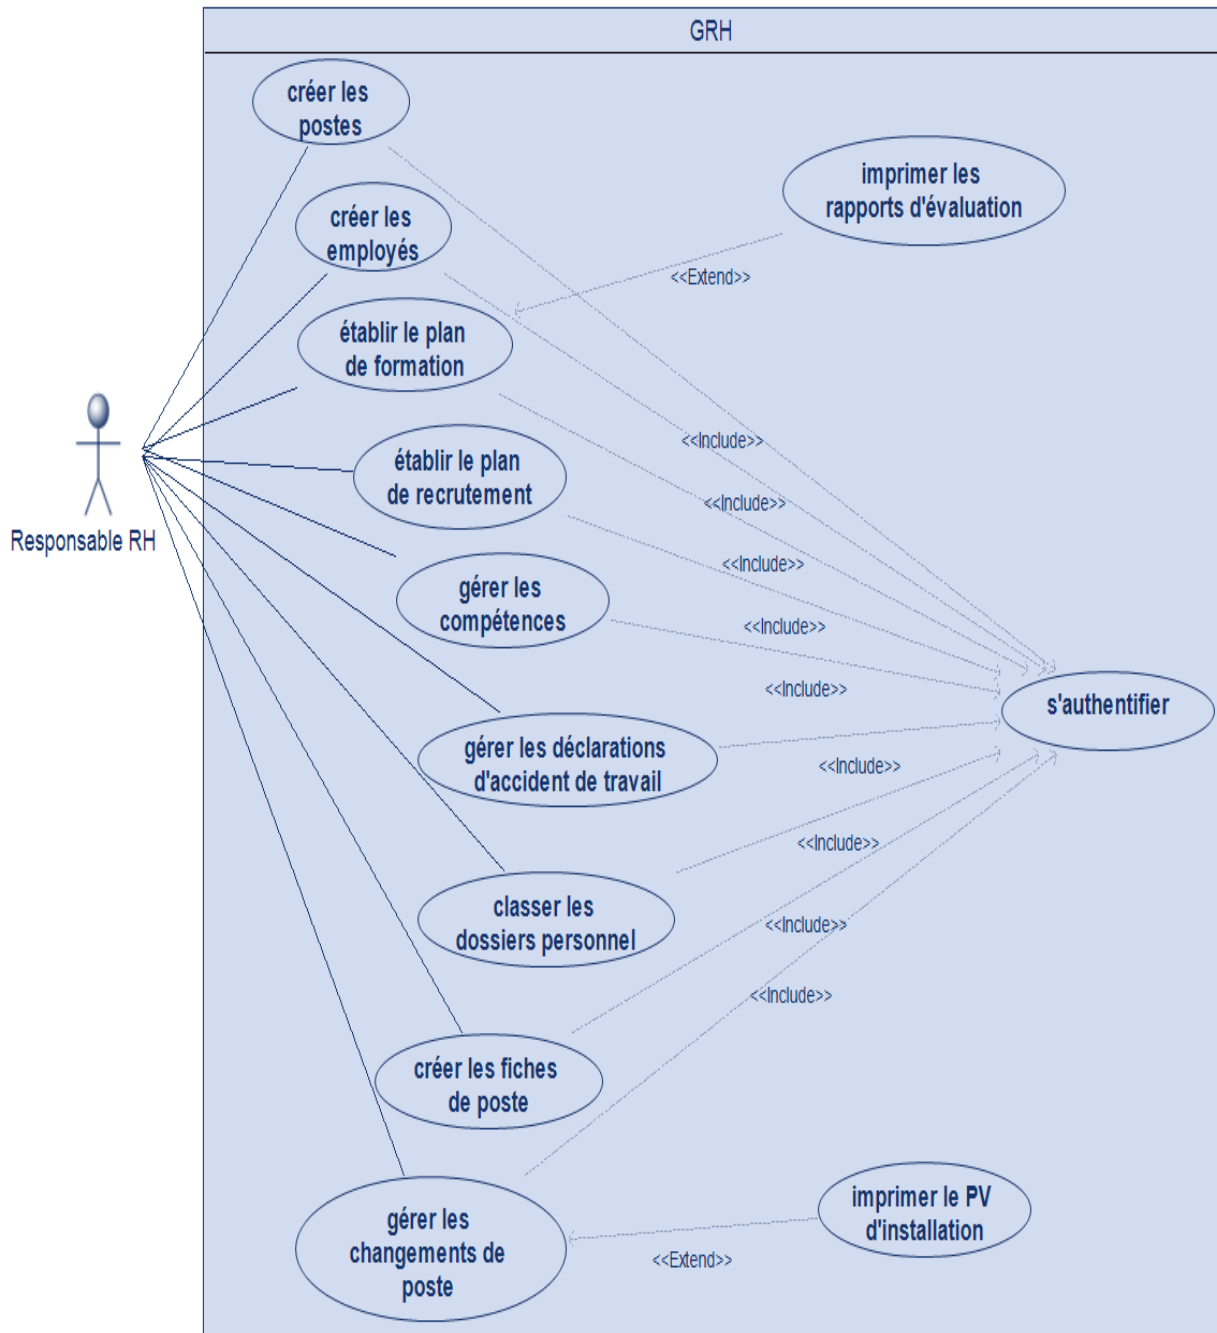 GRH
créer les
postes
imprimer les
rapports d'évaluation
créer les
employés
<<Extend>>
établir le plan
de formation
<<Include>>
établir le plan
de recrutement
<<Include>>
Responsable RH
<<Include>>
gérer les
compétences
<<Include>>
<<Include>>
s'authentifier
gérer les déclarations
d'accident de travail
<<Include>>
<<Include>>
classer les
dossiers personnel
<<Include>>
<<Include>>
créer les fiches
de poste
imprimer le PV
d'installation
gérer les
changements de
poste
<<Extend>>